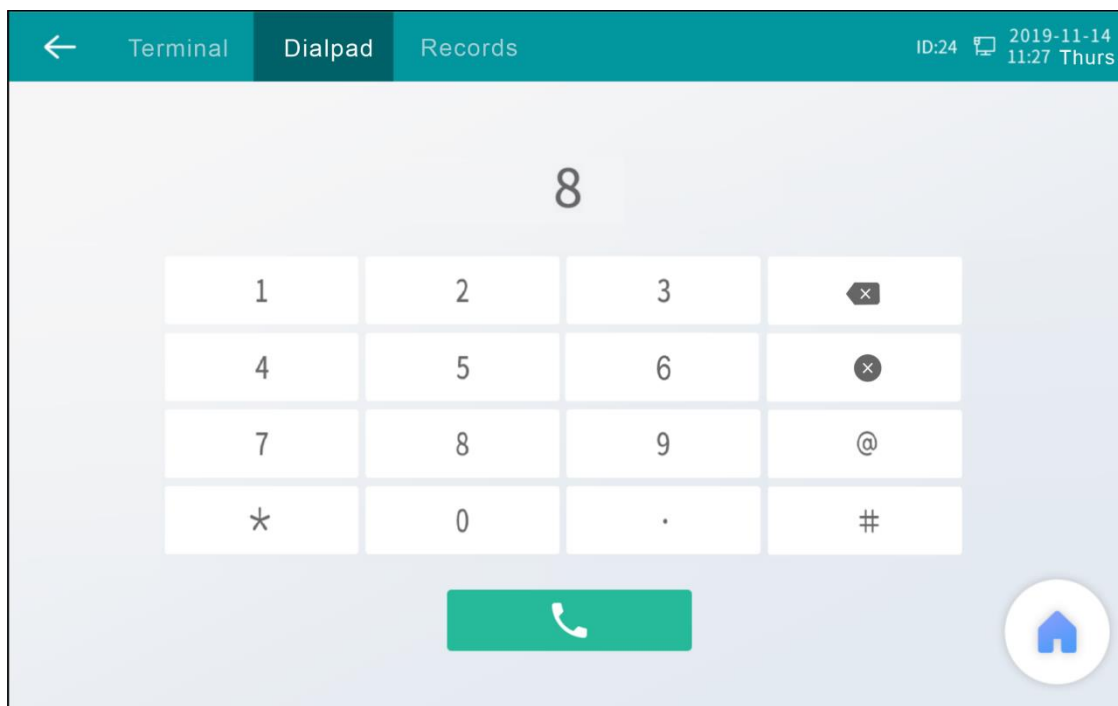 Terminal Dialpad Records ID:24 2019-11-14
11:27 Thurs
8
1 2 3
4 5 6
7 8 9 @
* 0 . #